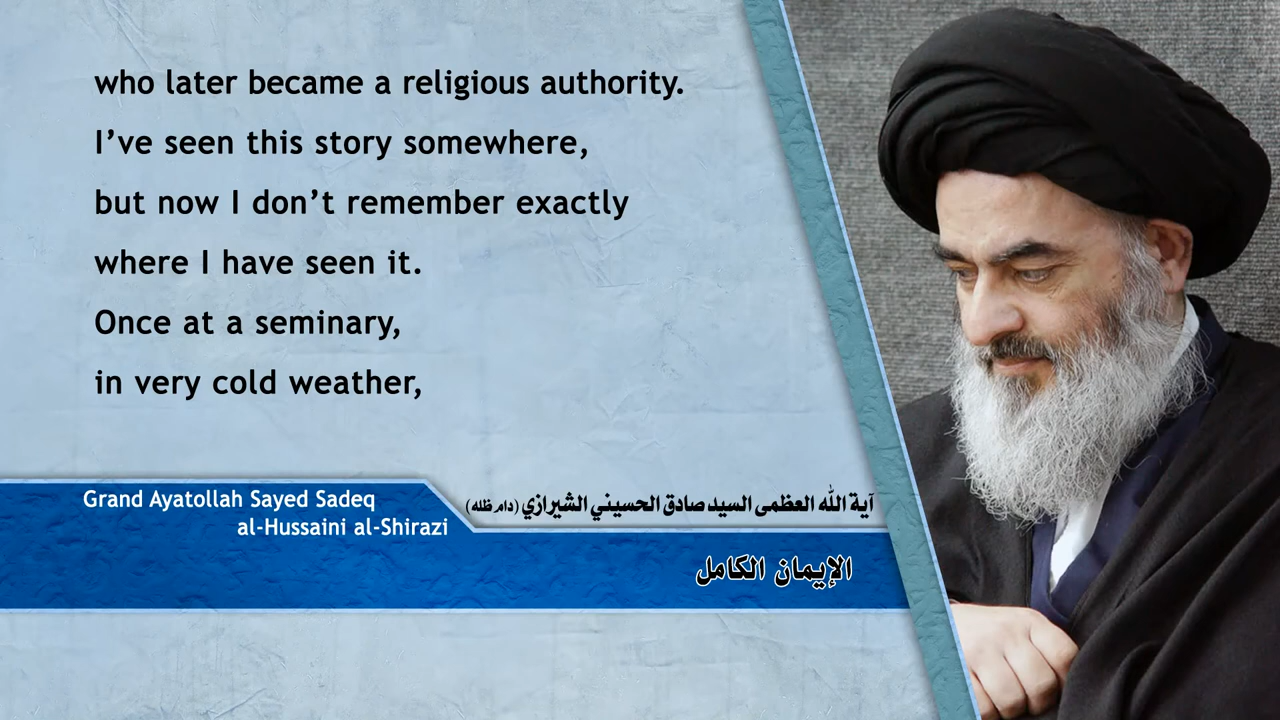 who later became a religious authority.
I’ve seen this story somewhere,
but now I don’t remember exactly
where I have seen it.
Once at a seminary,
in very cold weather,
Grand Ayatollah Sayed Sadeq
al-Hussaini al-Shirazi
آية الله العظمى السيد صادق الحسيني الشيرازي (دام ظله)
الإيمان الكامل